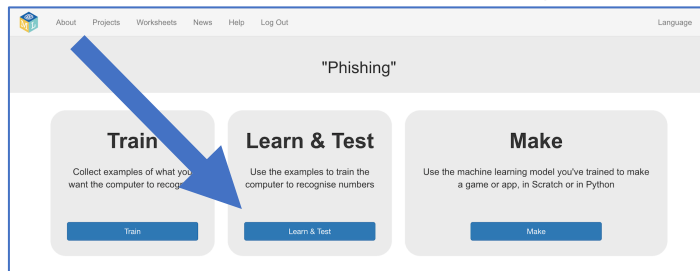 About Projects Worksheets News Help Log Out Language
"Phishing"
Train
Collect examples of what you
want the computer to
Train
Learn & Test
Use the examples to train the
computer to recognise numbers
Learn & Test
Make
Use the machine learning model you've trained to make
a game or app, in Scratch or in Python
Make